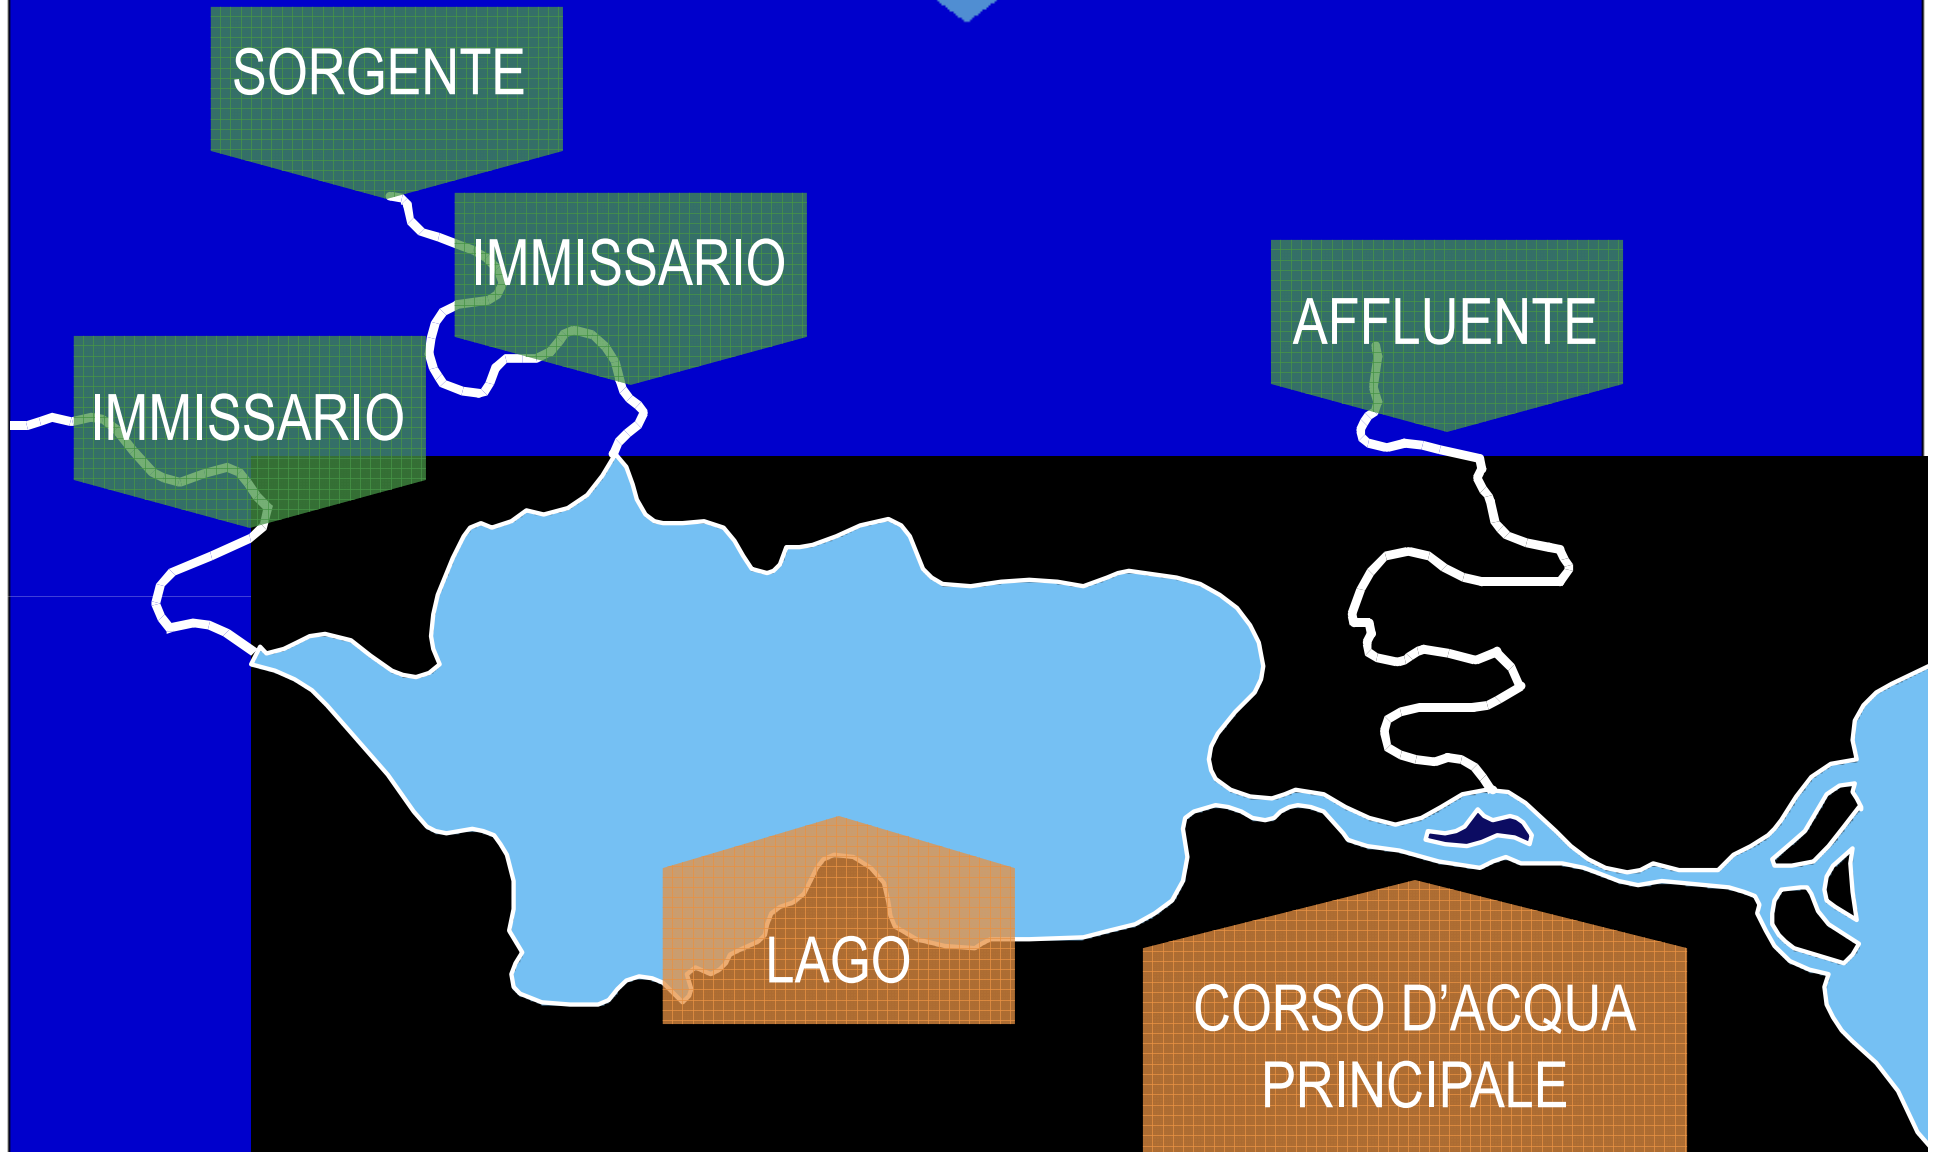 SORGENTE
IMMISSARIO
AFFLUENTE
IMMISSARIO
LAGO
CORSO D’ACQUA
PRINCIPALE